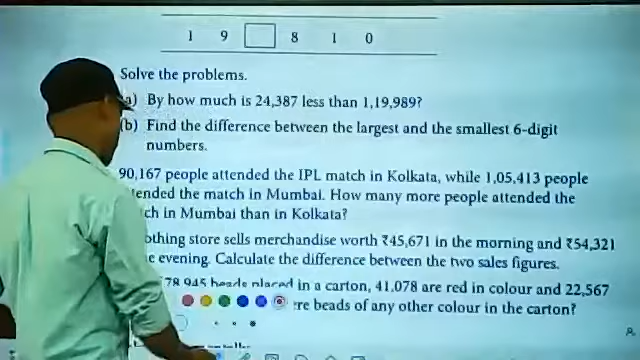 1 9 8 1 0
Solve the problems.
a) By how much is 24,387 less than 1,19,989?
(b) Find the difference between the largest and the smallest 6-digit
numbers.
90,167 people attended the IPL match in Kolkata, while 1,05,413 people
ended the match in Mumbai. How many more people attended the
ch in Mumbai than in Kolkata?
othing store sells merchandise worth ₹45,671 in the morning and ₹54,321
e evening. Calculate the difference between the two sales figures.
78,945 beads placed in a carton, 41,078 are red in colour and 22,567
re beads of any other colour in the carton?